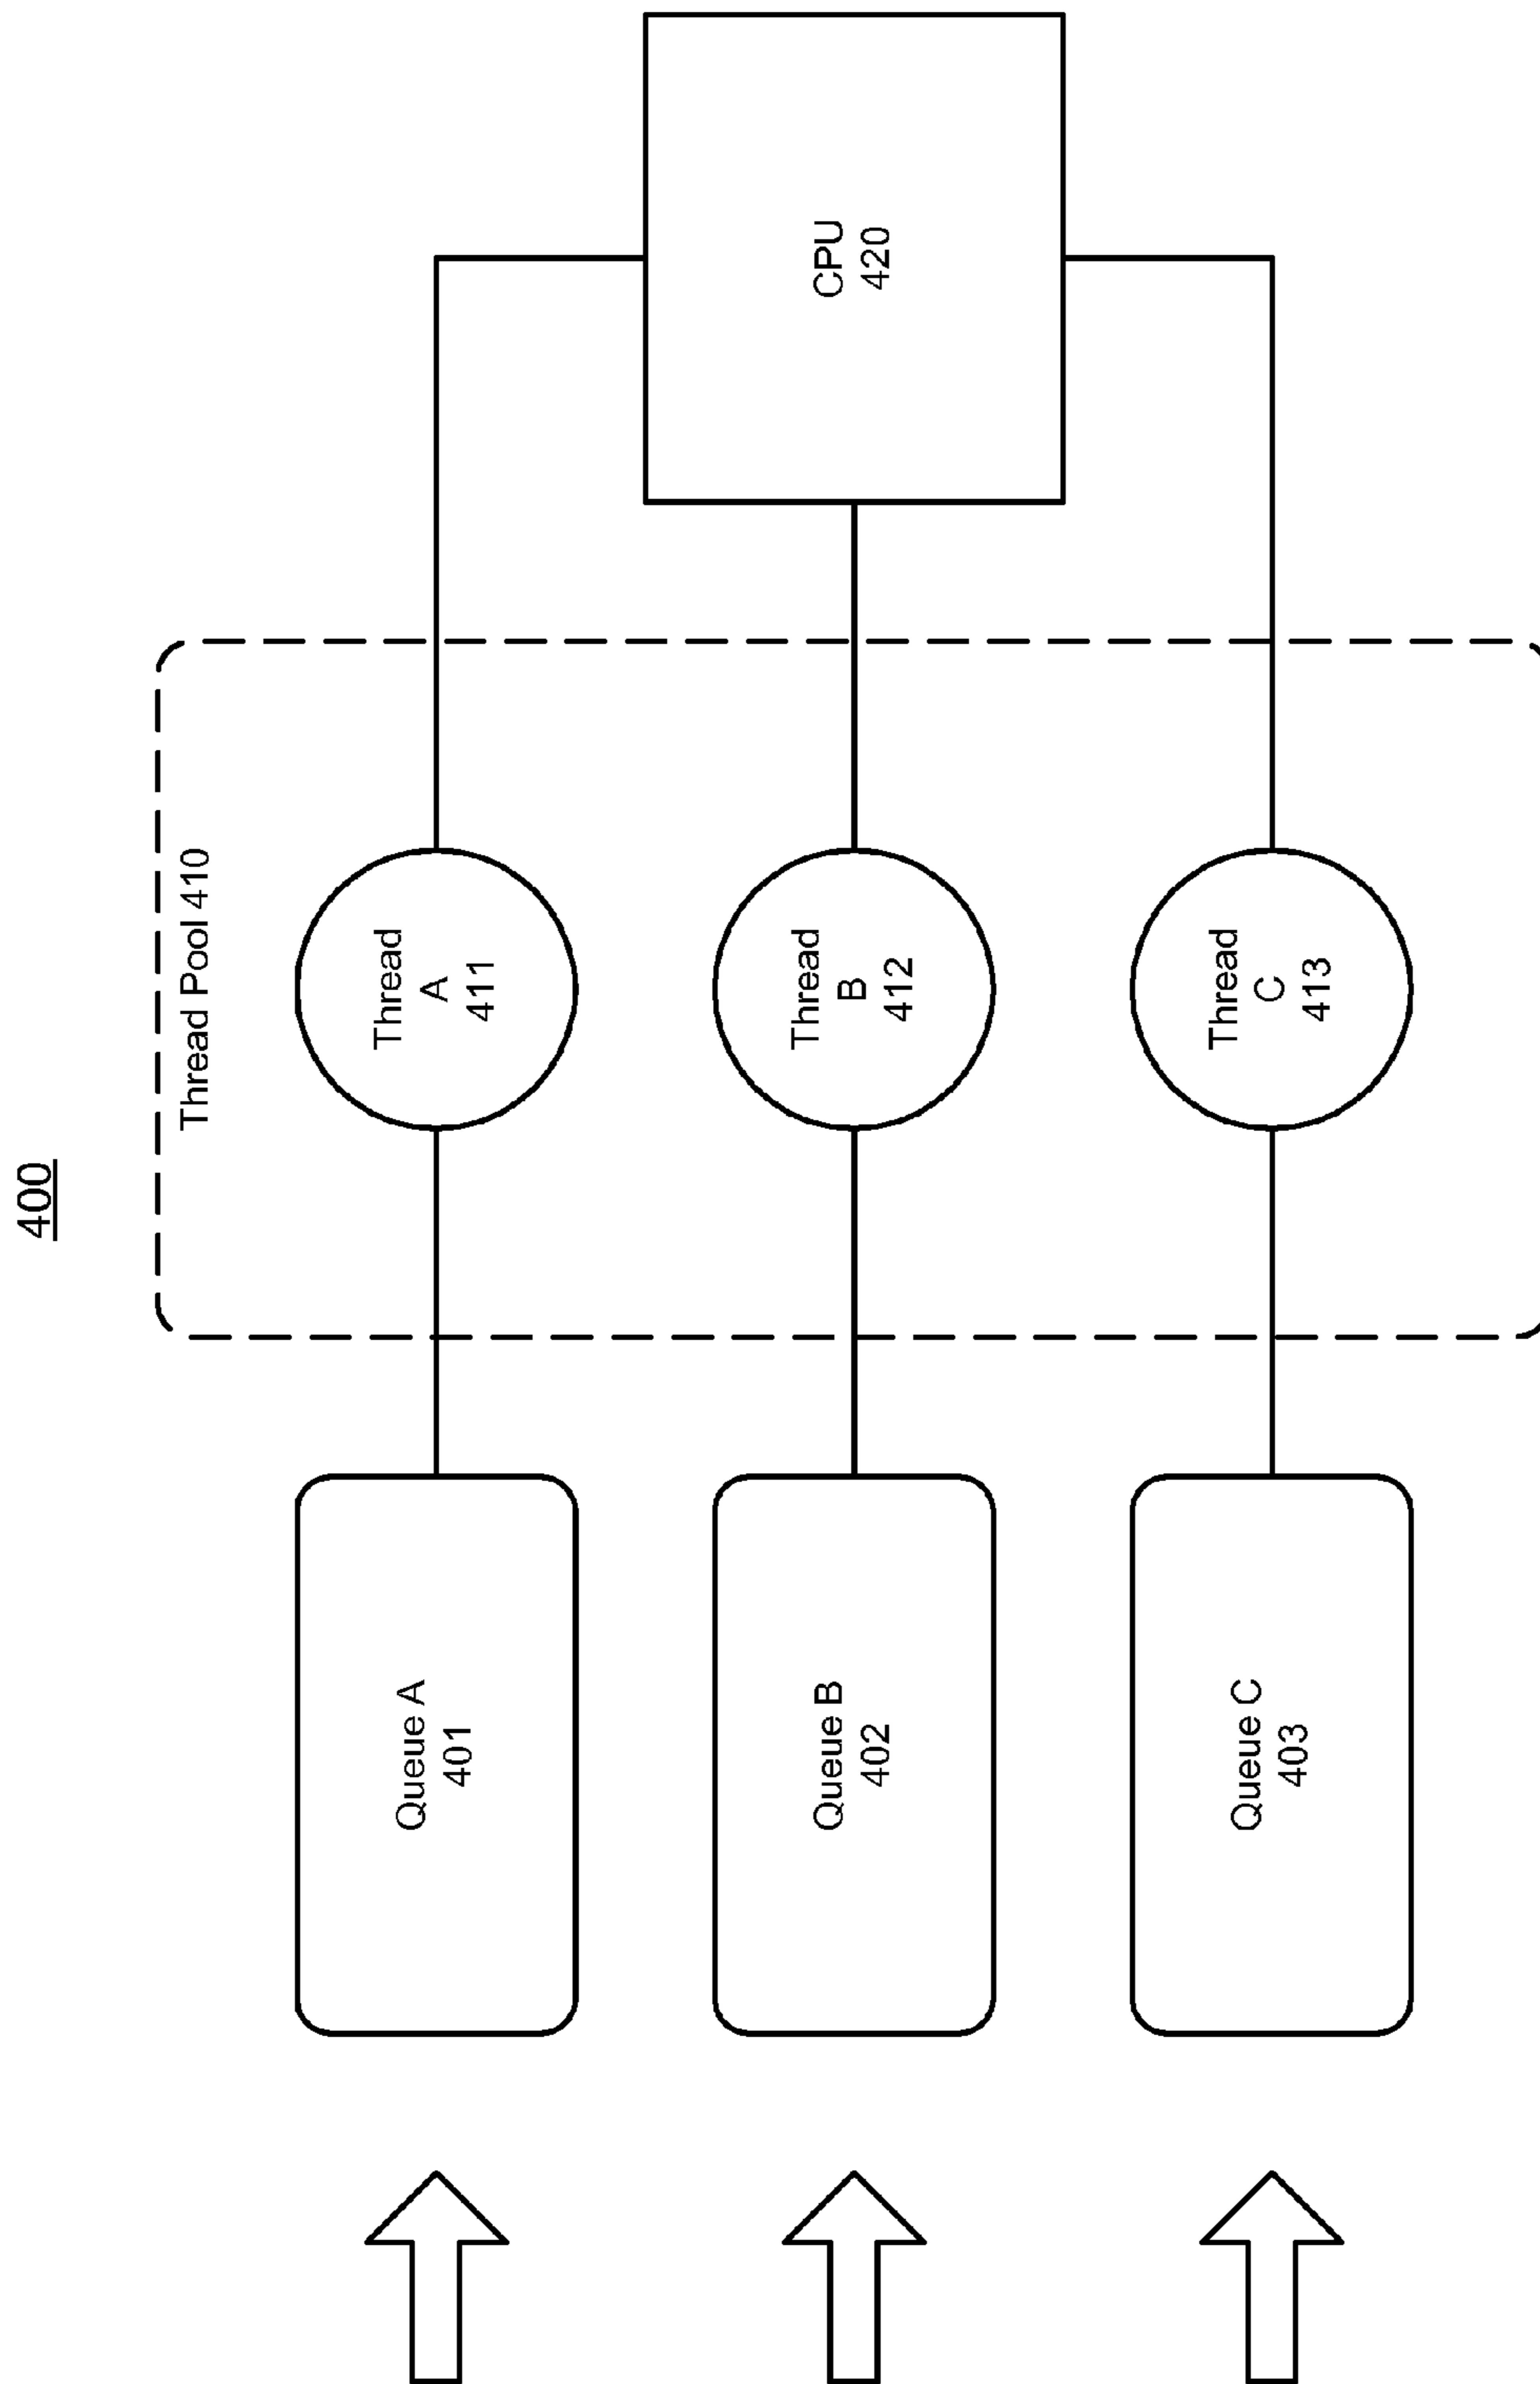 400
Thread Pool 410
Queue A
401
Thread
A
411
Queue B
402
Thread
B
412
CPU
420
Queue C
403
Thread
C
413